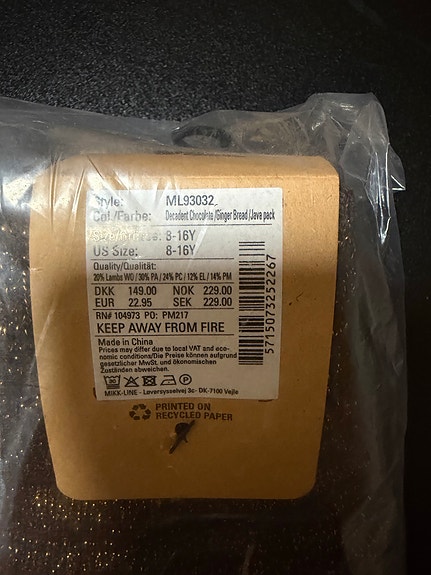 Style: ML93032
Col./Farbe: Decadent Chocolate /Ginger Bread /Java pack
8-16Y
US Size: 8-16Y
Quality/Qualität:
20% Lambs WO / 30% PA / 24% PC / 12% EL / 14% PM
DKK 149.00 NOK 229.00
EUR 22.95 SEK 229.00
RN# 104973 PO: PM217
KEEP AWAY FROM FIRE
Made in China
Prices may differ due to local VAT and eco-
nomic conditions/Die Preise können aufgrund
gesetzlicher MwSt. und ökonomischen
Zuständen abweichen.
MIKK-LINE - Løversysselvej 3c- DK-7100 Vejle
5715073252267
PRINTED ON
RECYCLED PAPER